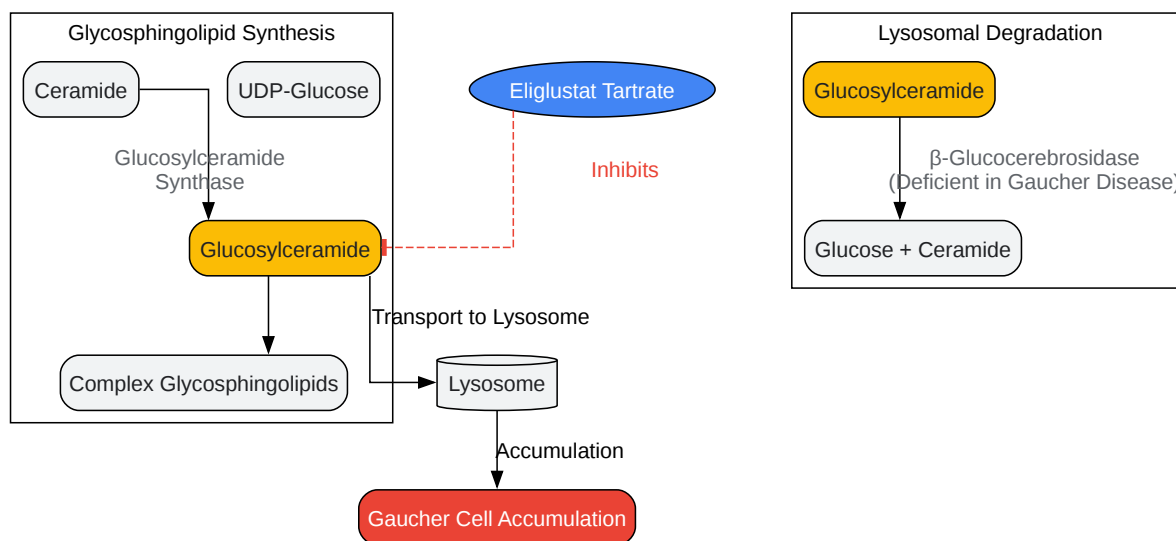 Glycosphingolipid Synthesis
Ceramide
UDP-Glucose
Glucosylceramide
Synthase
Glucosylceramide
Complex Glycosphingolipids
Eliglustat Tartrate
Inhibits
Transport to Lysosome
Lysosome
Accumulation
Gaucher Cell Accumulation
Lysosomal Degradation
Glucosylceramide
β-Glucocerebrosidase
(Deficient in Gaucher Disease)
Glucose + Ceramide